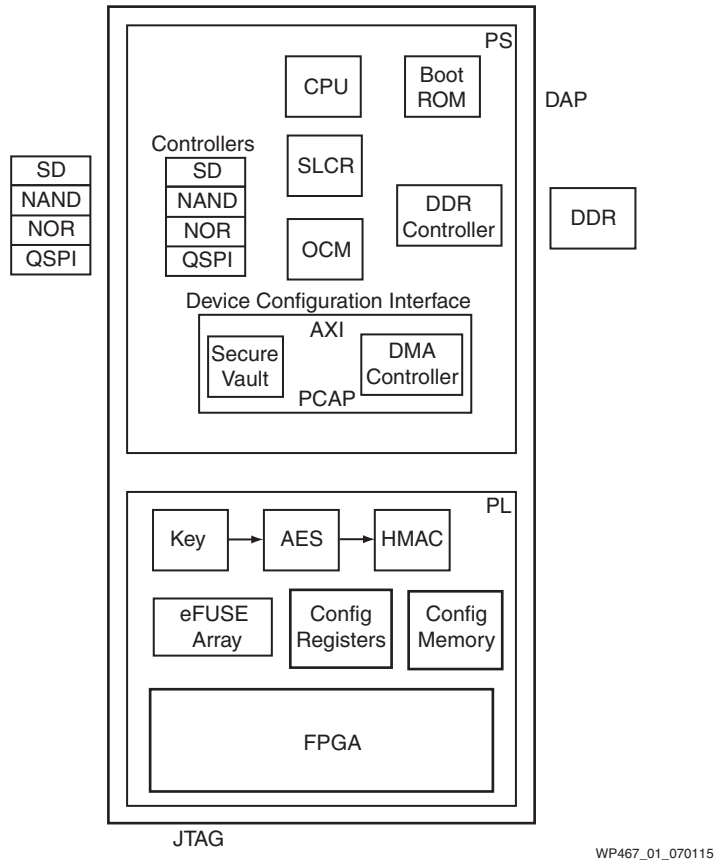 PS
CPU
Boot
ROM
DAP
Controllers
SD
NAND
NOR
QSPI
SD
NAND
NOR
QSPI
SLCR
DDR
Controller
DDR
OCM
Device Configuration Interface
AXI
Secure
Vault
DMA
Controller
PCAP
PL
Key
AES
HMAC
eFUSE
Array
Config
Registers
Config
Memory
FPGA
JTAG
WP467_01_070115